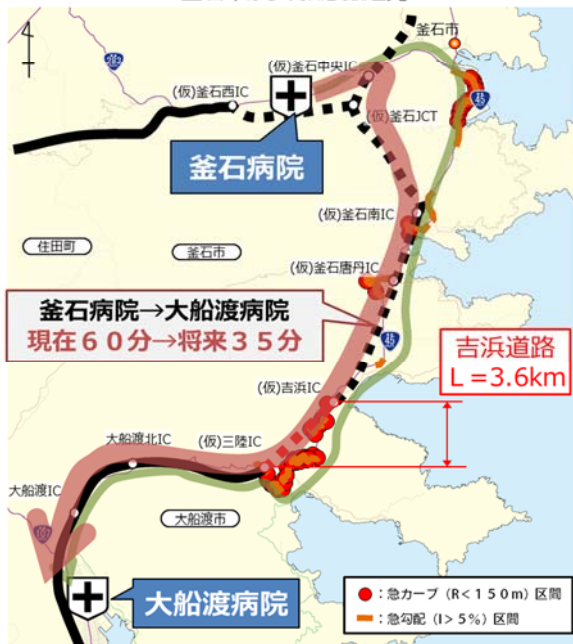 釜石市
283
(仮)釜石中央IC
(仮)釜石西IC
45
(仮)釜石JCT
釜石病院
(仮)釜石南IC
住田町
釜石市
(仮)釜石唐丹IC
釜石病院→大船渡病院
現在60分→将来35分
45
吉浜道路
L=3.6km
(仮)吉浜IC
大船渡北IC
(仮)三陸IC
大船渡IC
大船渡市
大船渡病院
:急カーブ(R<150m)区間
:急勾配(I>5%)区間